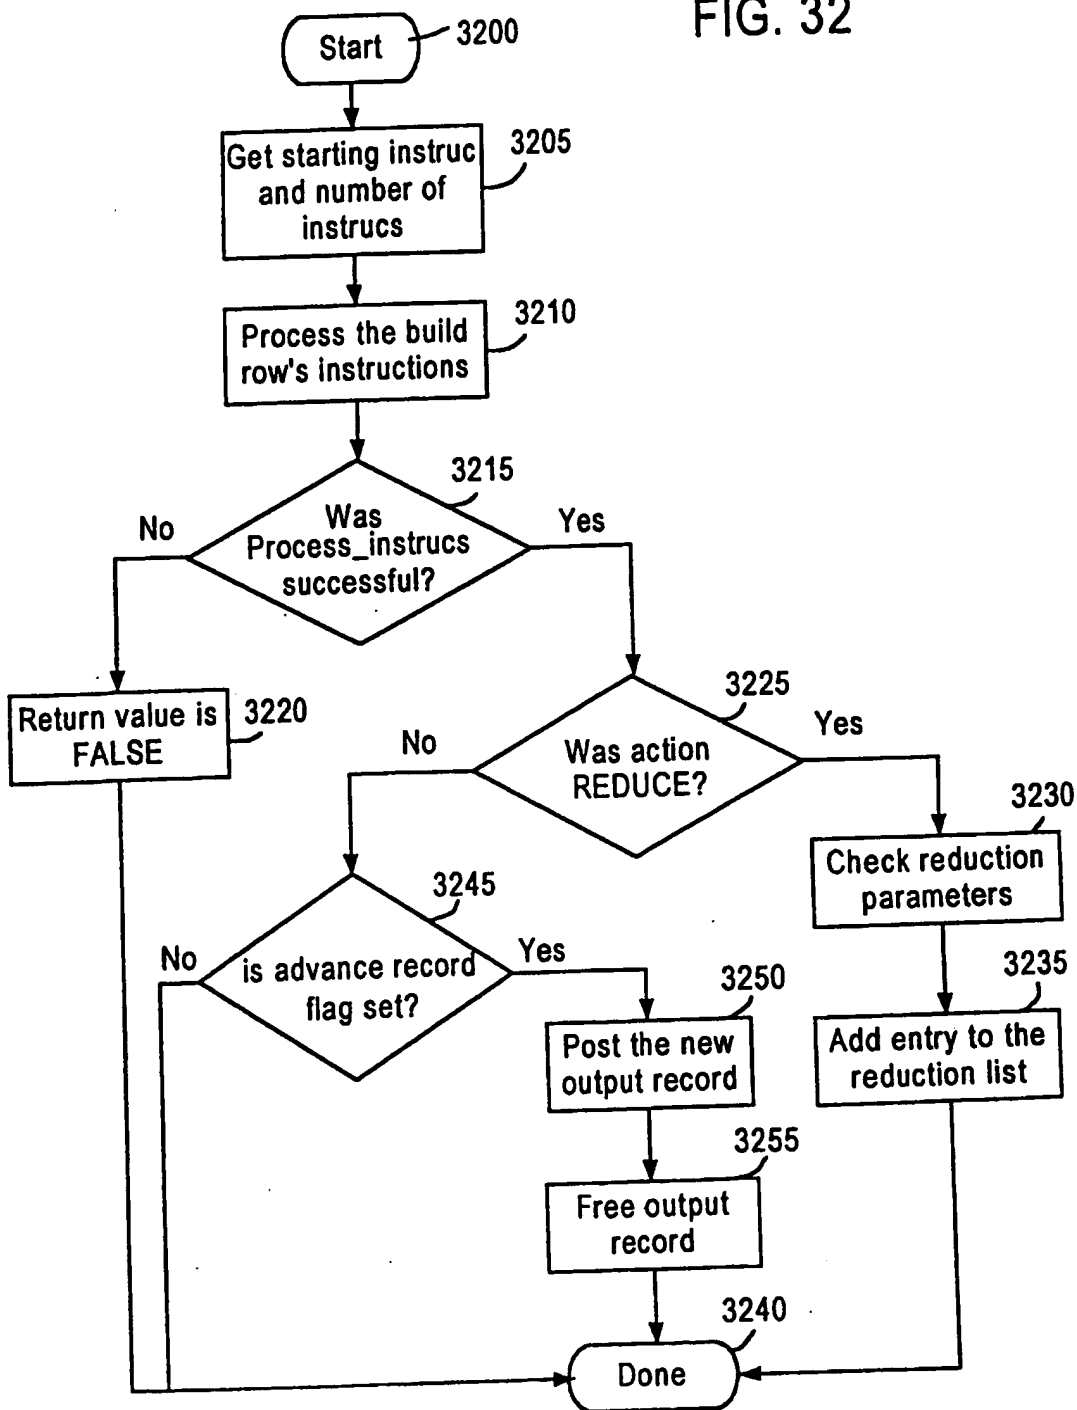 FIG. 32
Start
3200
Get starting instruc
and number of
instrucs
3205
Process the build
row's instructions
3210
Was
Process_instrucs
successful?
3215
No
Yes
Return value is
FALSE
3220
Was action
REDUCE?
3225
No
Yes
Check reduction
parameters
3230
is advance record
flag set?
3245
No
Yes
Add entry to the
reduction list
3235
Post the new
output record
3250
Free output
record
3255
Done
3240